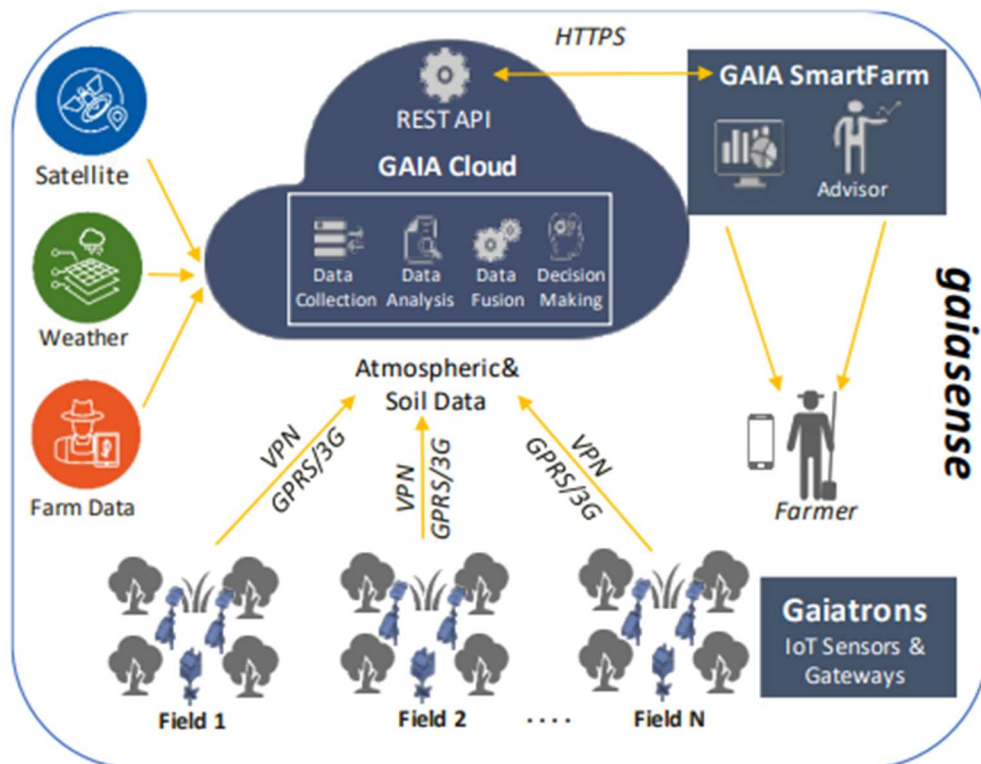 HTTPS
Satellite
Weather
Farm Data
REST API
GAIA Cloud
Data
Collection
Data
Analysis
Data
Fusion
Decision
Making
GAIA SmartFarm
Advisor
gaiasense
Atmospheric&
Soil Data
VPN
GPRS/3G
VPN
GPRS/3G
VPN
GPRS/3G
Farmer
Field 1
Field 2
. . . .
Field N
Gaiatrons
IoT Sensors &
Gateways